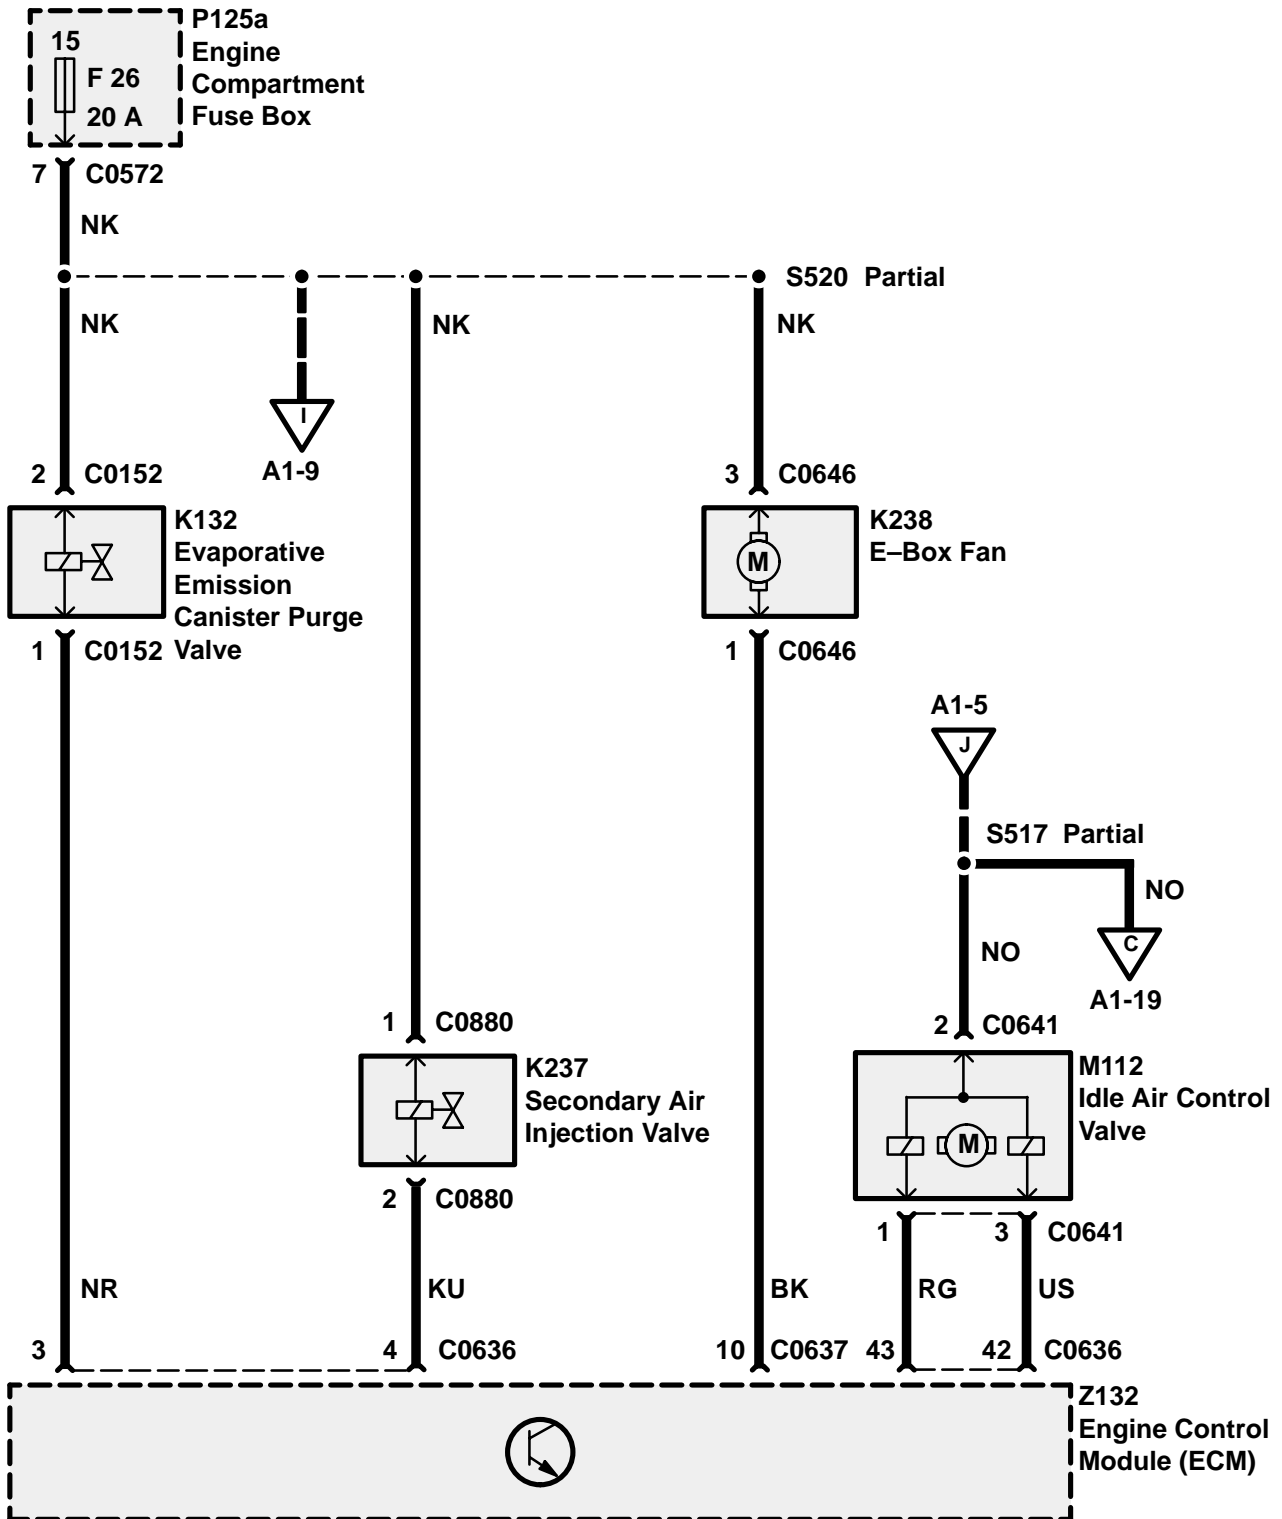 P125a
Engine
Compartment
Fuse Box
15
F 26
20 A
7 C0572
NK
S520 Partial
NK
NK
NK
I
A1-9
2 C0152
3 C0646
K132
Evaporative
Emission
Canister Purge
Valve
M
K238
E–Box Fan
1 C0152
1 C0646
A1-5
J
S517 Partial
NO
NO
C
A1-19
1 C0880
2 C0641
K237
Secondary Air
Injection Valve
M
M112
Idle Air Control
Valve
2 C0880
1 3 C0641
NR
KU
BK
RG
US
3
4 C0636
10 C0637
43
42 C0636
Z132
Engine Control
Module (ECM)